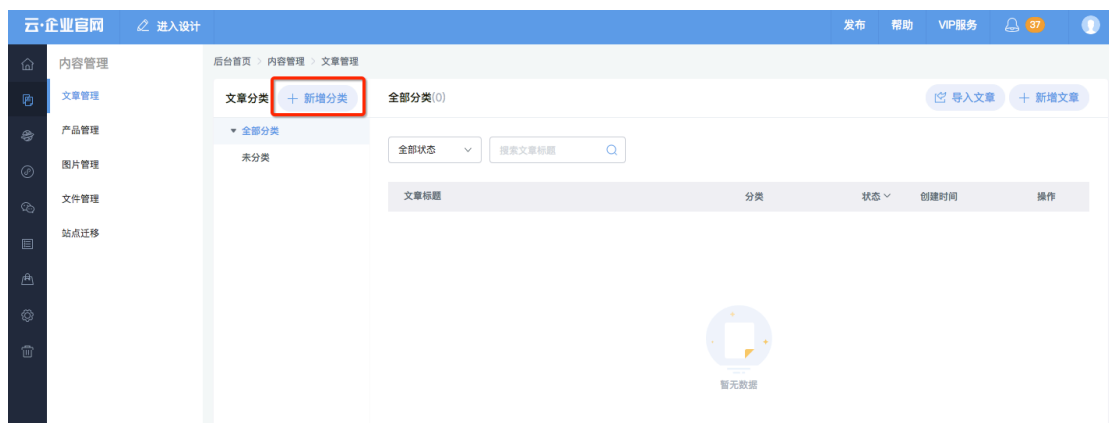 云·企业官网 进入设计 发布 帮助 VIP服务 37
内容管理
文章管理
产品管理
图片管理
文件管理
站点迁移
后台首页 > 内容管理 > 文章管理
文章分类 + 新增分类
全部分类
未分类
全部分类(0) 导入文章 + 新增文章
全部状态 搜索文章标题
文章标题 分类 状态 创建时间 操作
暂无数据